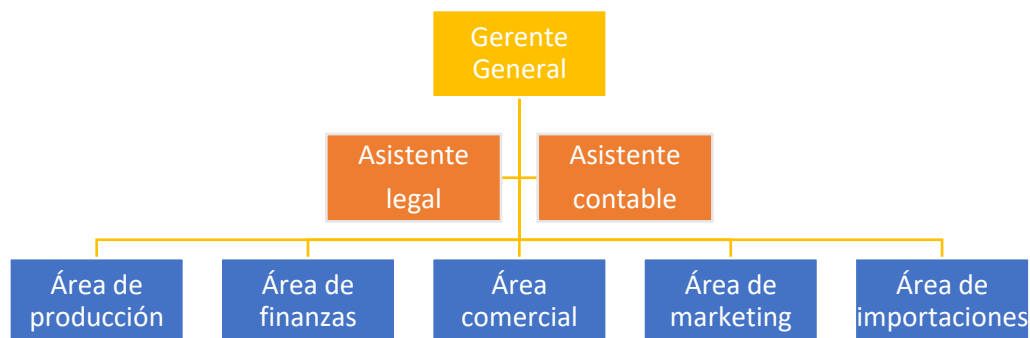 Gerente
General
Asistente
legal
Asistente
contable
Área de
producción
Área de
finanzas
Área
comercial
Área de
marketing
Área de
importaciones